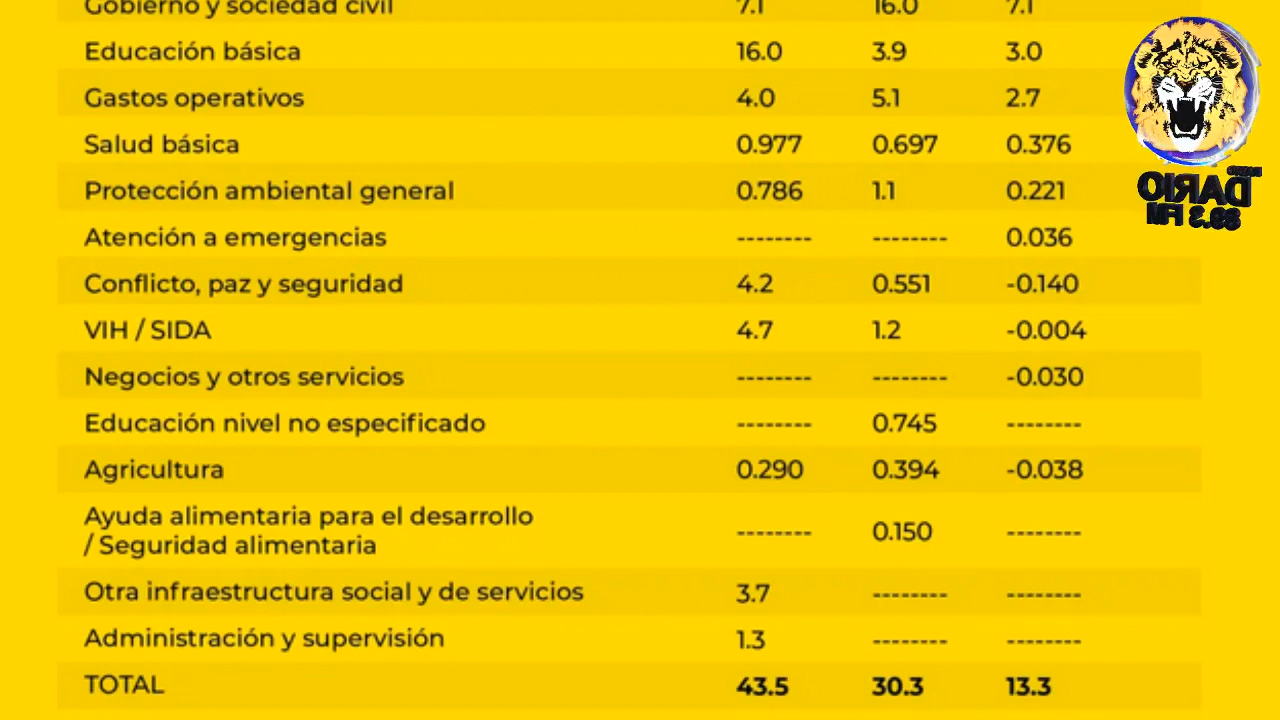 Gobierno y sociedad civil 7.1 16.0 7.1
Educación básica 16.0 3.9 3.0
Gastos operativos 4.0 5.1 2.7
Salud básica 0.977 0.697 0.376
Protección ambiental general 0.786 1.1 0.221
Atención a emergencias -------- -------- 0.036
Conflicto, paz y seguridad 4.2 0.551 -0.140
VIH / SIDA 4.7 1.2 -0.004
Negocios y otros servicios -------- -------- -0.030
Educación nivel no especificado -------- 0.745 --------
Agricultura 0.290 0.394 -0.038
Ayuda alimentaria para el desarrollo
/ Seguridad alimentaria -------- 0.150 --------
Otra infraestructura social y de servicios 3.7 -------- --------
Administración y supervisión 1.3 -------- --------
TOTAL 43.5 30.3 13.3
RADIO
DARIO
89.3 FM